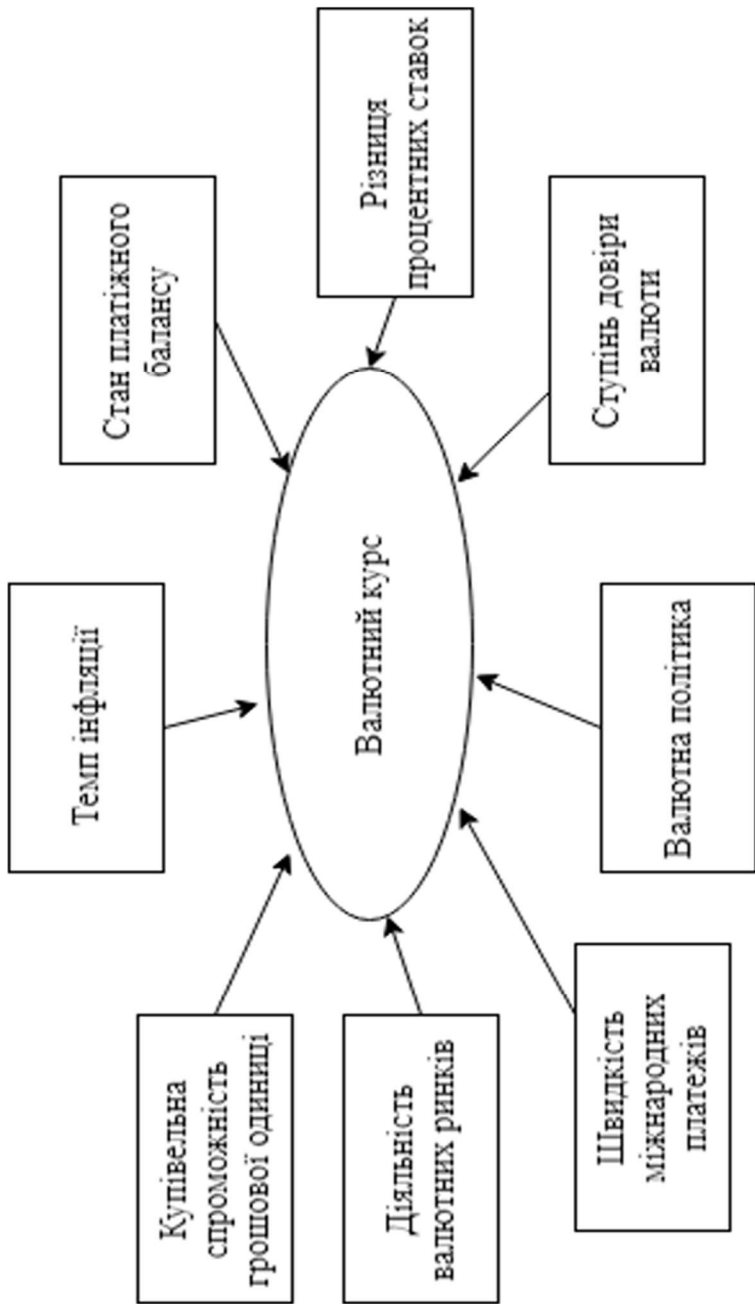 Купівельна
спроможність
грошової одиниці
Темп інфляції
Стан платіжного
балансу
Діяльність
валютних ринків
Валютний курс
Різниця
процентних ставок
Швидкість
міжнародних
платежів
Валютна політика
Ступінь довіри
валюти